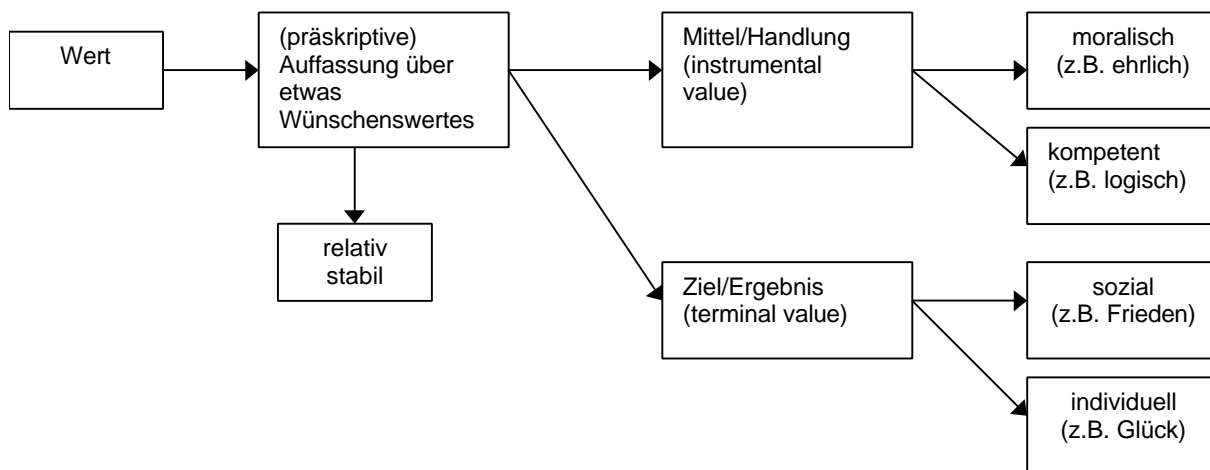 Wert
(präskriptive)
Auffassung über
etwas
Wünschenswertes
relativ
stabil
Mittel/Handlung
(instrumental
value)
Ziel/Ergebnis
(terminal value)
moralisch
(z.B. ehrlich)
kompetent
(z.B. logisch)
sozial
(z.B. Frieden)
individuell
(z.B. Glück)